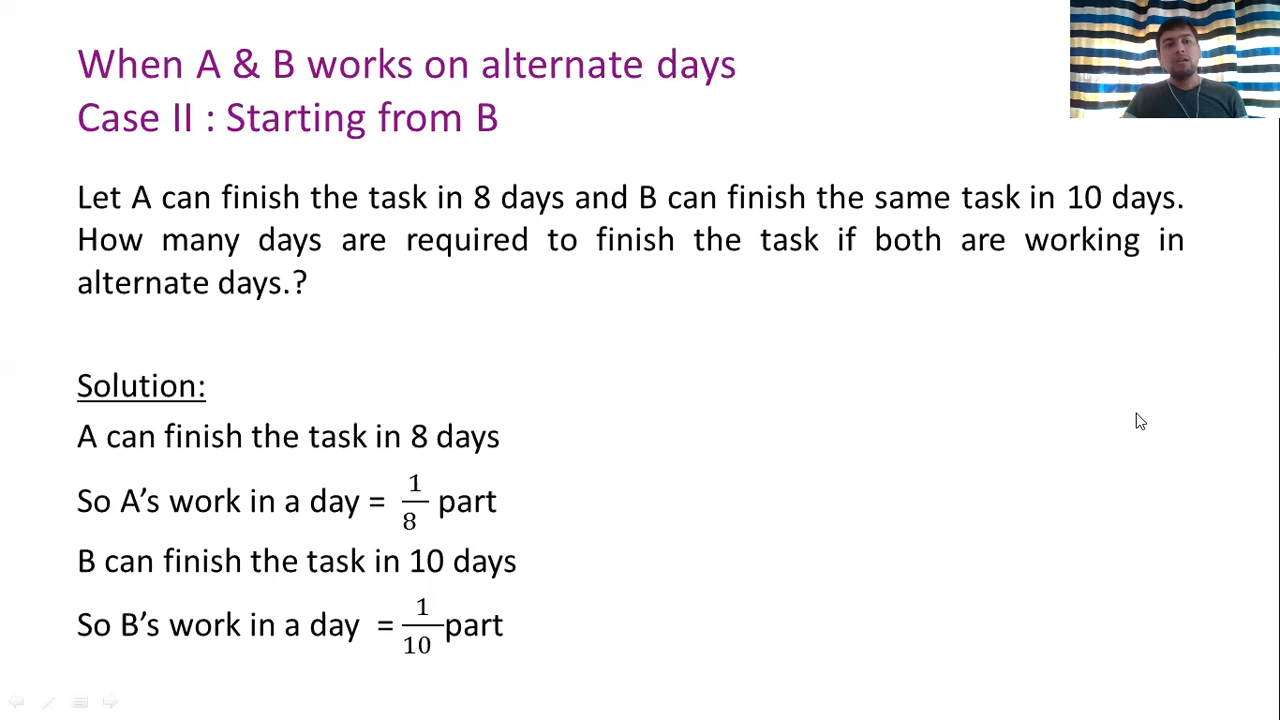 When A & B works on alternate days
Case II : Starting from B
Let A can finish the task in 8 days and B can finish the same task in 10 days.
How many days are required to finish the task if both are working in
alternate days.?
Solution:
A can finish the task in 8 days
So A’s work in a day = 1/8 part
B can finish the task in 10 days
So B’s work in a day = 1/10 part